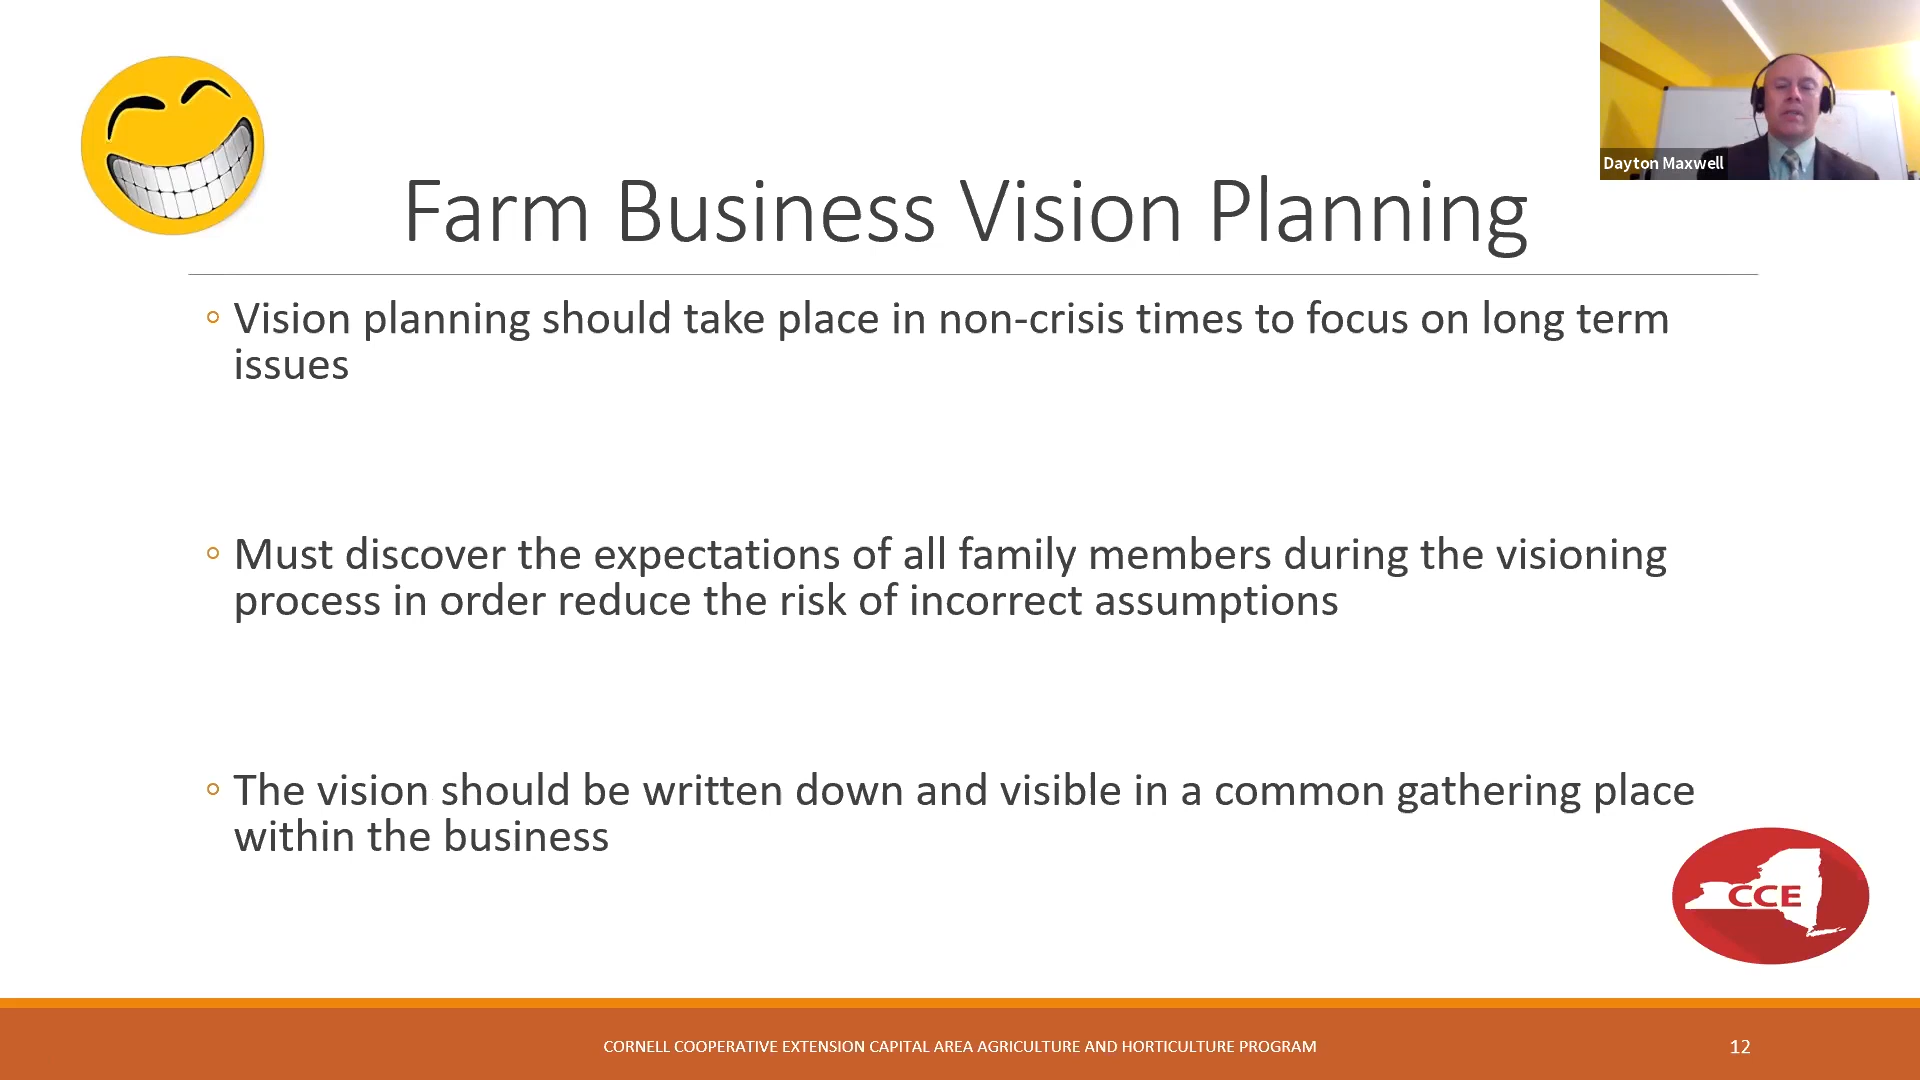 Dayton Maxwell
Farm Business Vision Planning
◦ Vision planning should take place in non-crisis times to focus on long term
issues
◦ Must discover the expectations of all family members during the visioning
process in order reduce the risk of incorrect assumptions
◦ The vision should be written down and visible in a common gathering place
within the business
CCE
CORNELL COOPERATIVE EXTENSION CAPITAL AREA AGRICULTURE AND HORTICULTURE PROGRAM
12